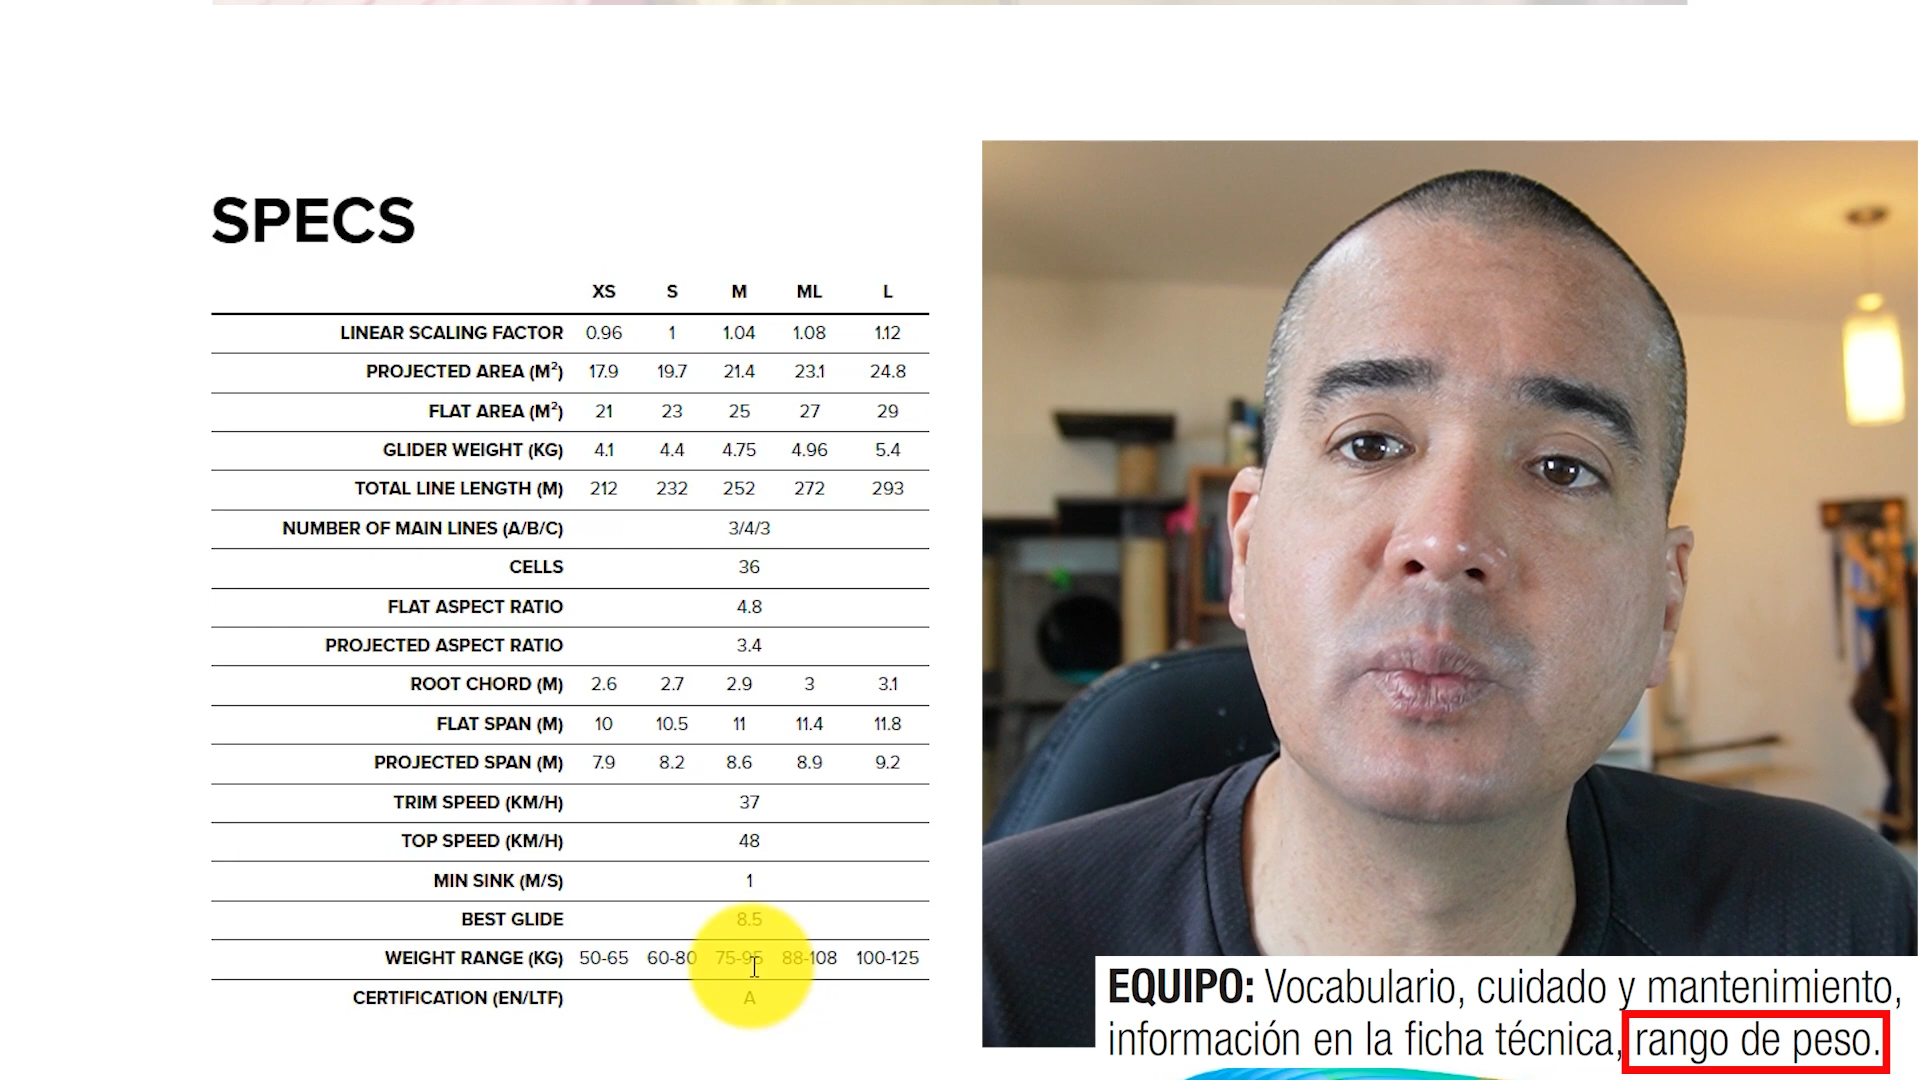 SPECS
XS S M ML L
LINEAR SCALING FACTOR 0.96 1 1.04 1.08 1.12
PROJECTED AREA (M²) 17.9 19.7 21.4 23.1 24.8
FLAT AREA (M²) 21 23 25 27 29
GLIDER WEIGHT (KG) 4.1 4.4 4.75 4.96 5.4
TOTAL LINE LENGTH (M) 212 232 252 272 293
NUMBER OF MAIN LINES (A/B/C) 3/4/3
CELLS 36
FLAT ASPECT RATIO 4.8
PROJECTED ASPECT RATIO 3.4
ROOT CHORD (M) 2.6 2.7 2.9 3 3.1
FLAT SPAN (M) 10 10.5 11 11.4 11.8
PROJECTED SPAN (M) 7.9 8.2 8.6 8.9 9.2
TRIM SPEED (KM/H) 37
TOP SPEED (KM/H) 48
MIN SINK (M/S) 1
BEST GLIDE 8.5
WEIGHT RANGE (KG) 50-65 60-80 75-95 88-108 100-125
CERTIFICATION (EN/LTF) A
EQUIPO: Vocabulario, cuidado y mantenimiento,
información en la ficha técnica, rango de peso.